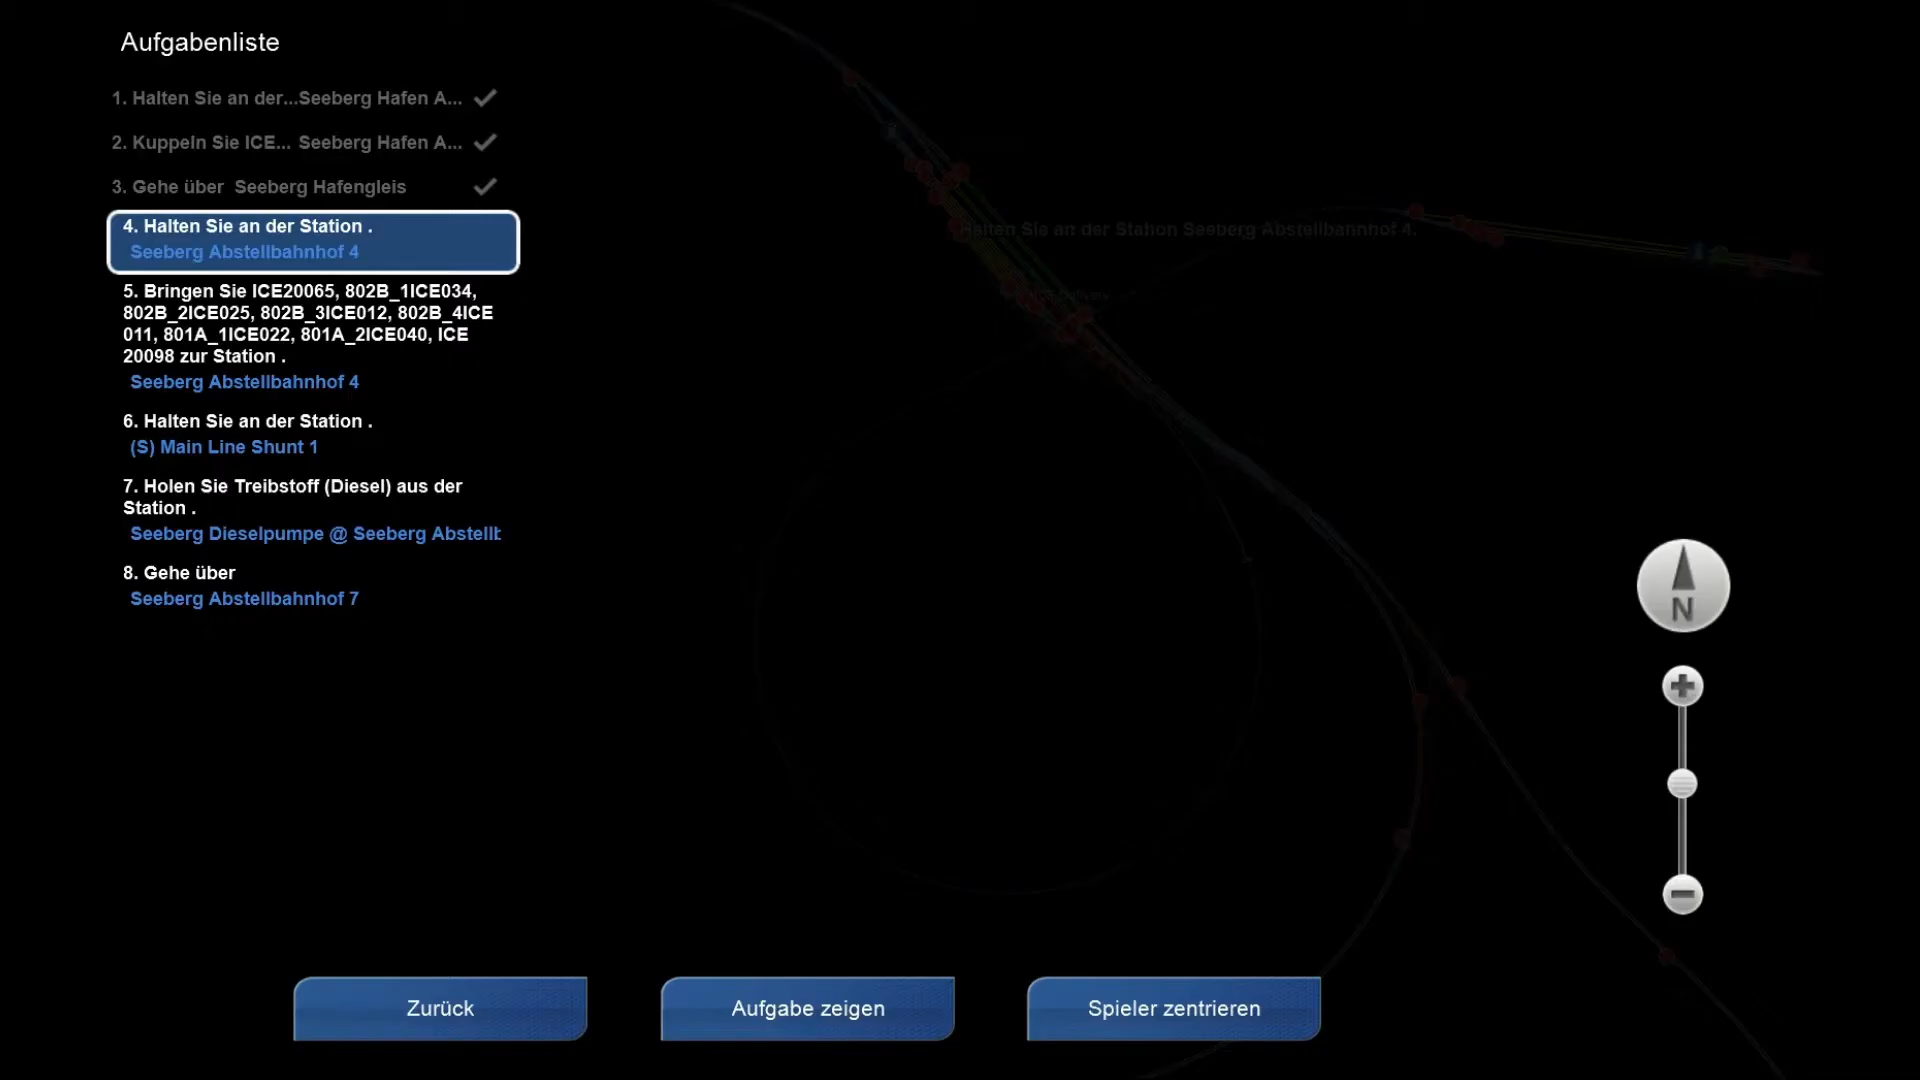 Aufgabenliste
1. Halten Sie an der...Seeberg Hafen A...
2. Kuppeln Sie ICE... Seeberg Hafen A...
3. Gehe über Seeberg Hafengleis
4. Halten Sie an der Station .
Seeberg Abstellbahnhof 4
5. Bringen Sie ICE20065, 802B_1ICE034,
802B_2ICE025, 802B_3ICE012, 802B_4ICE
011, 801A_1ICE022, 801A_2ICE040, ICE
20098 zur Station .
Seeberg Abstellbahnhof 4
6. Halten Sie an der Station .
(S) Main Line Shunt 1
7. Holen Sie Treibstoff (Diesel) aus der
Station .
Seeberg Dieselpumpe @ Seeberg Abstellb
8. Gehe über
Seeberg Abstellbahnhof 7
Halten Sie an der Station Seeberg Abstellbahnhof 4.
N
Zurück
Aufgabe zeigen
Spieler zentrieren